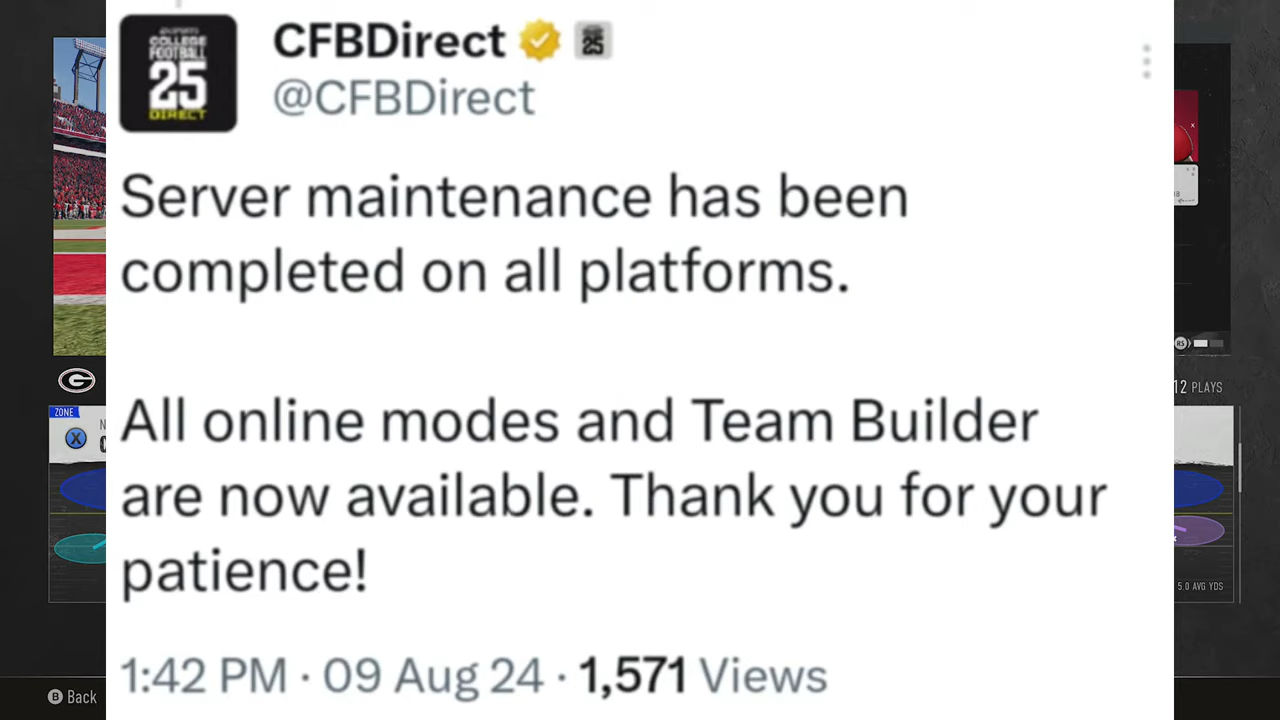 COLLEGE
FOOTBALL
25
DIRECT
CFBDirect
25
@CFBDirect
Server maintenance has been
completed on all platforms.
All online modes and Team Builder
are now available. Thank you for your
patience!
1:42 PM · 09 Aug 24 · 1,571 Views
RS
G
12 PLAYS
ZONE
X
N
5.0 AVG YDS
B Back